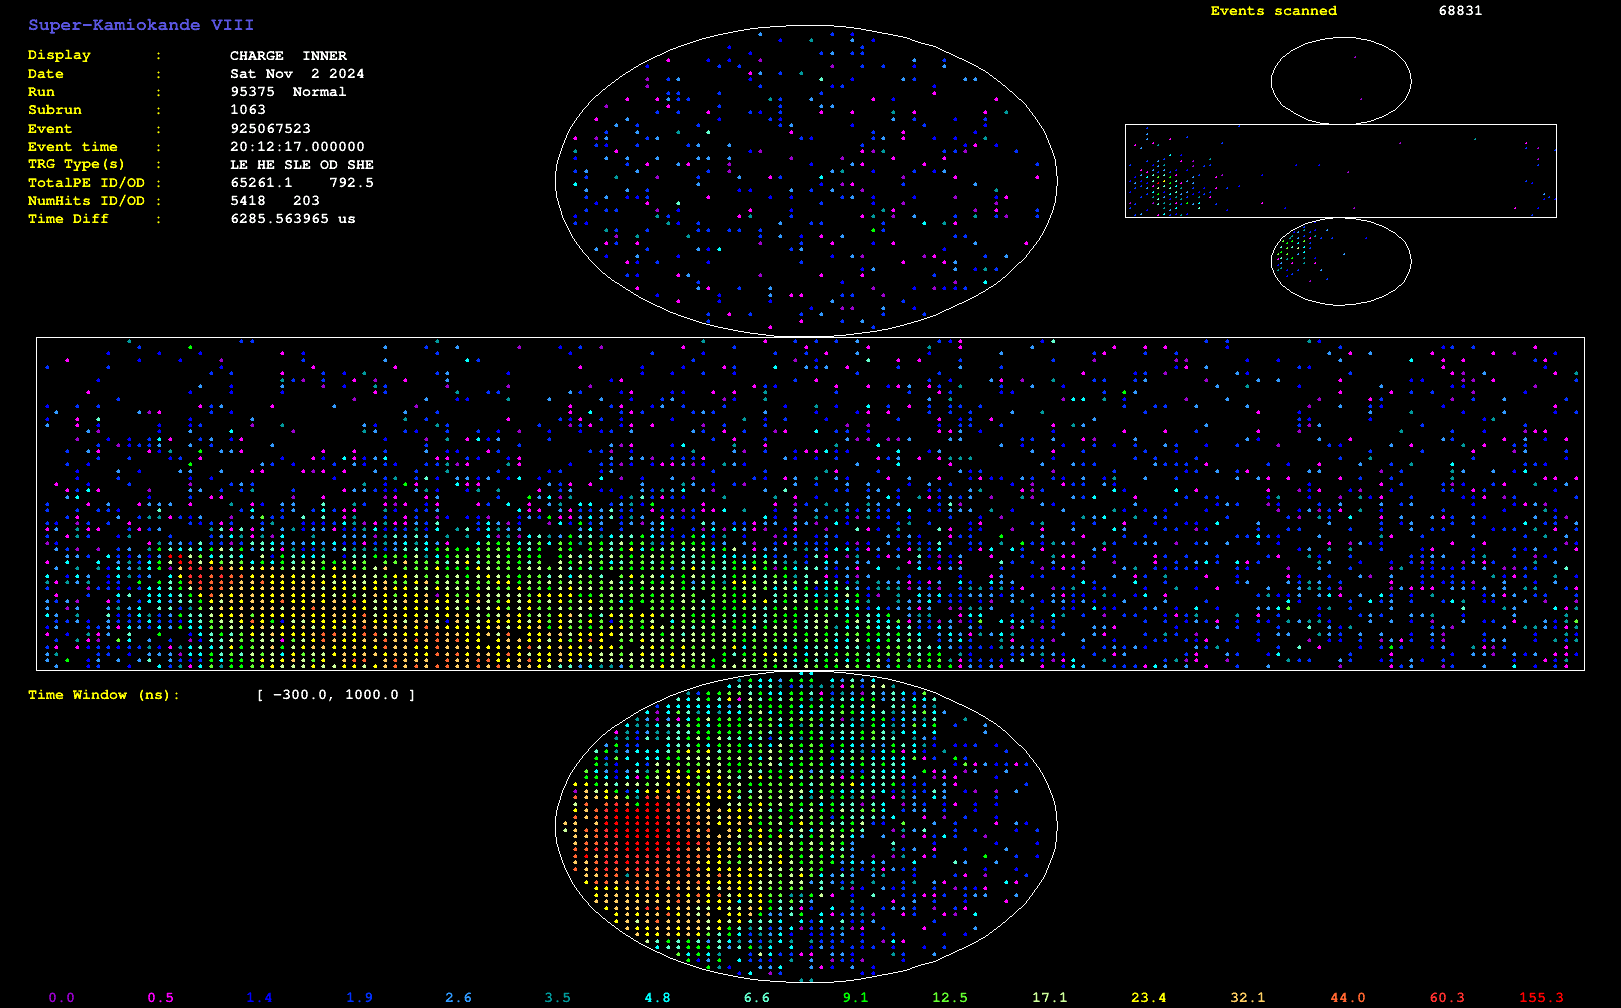 Super-Kamiokande VIII
Events scanned 68831
Display : CHARGE INNER
Date : Sat Nov 2 2024
Run : 95375 Normal
Subrun : 1063
Event : 925067523
Event time : 20:12:17.000000
TRG Type(s) : LE HE SLE OD SHE
TotalPE ID/OD : 65261.1 792.5
NumHits ID/OD : 5418 203
Time Diff : 6285.563965 us
Time Window (ns): [ -300.0, 1000.0 ]
0.0 0.5 1.4 1.9 2.6 3.5 4.8 6.6 9.1 12.5 17.1 23.4 32.1 44.0 60.3 155.3